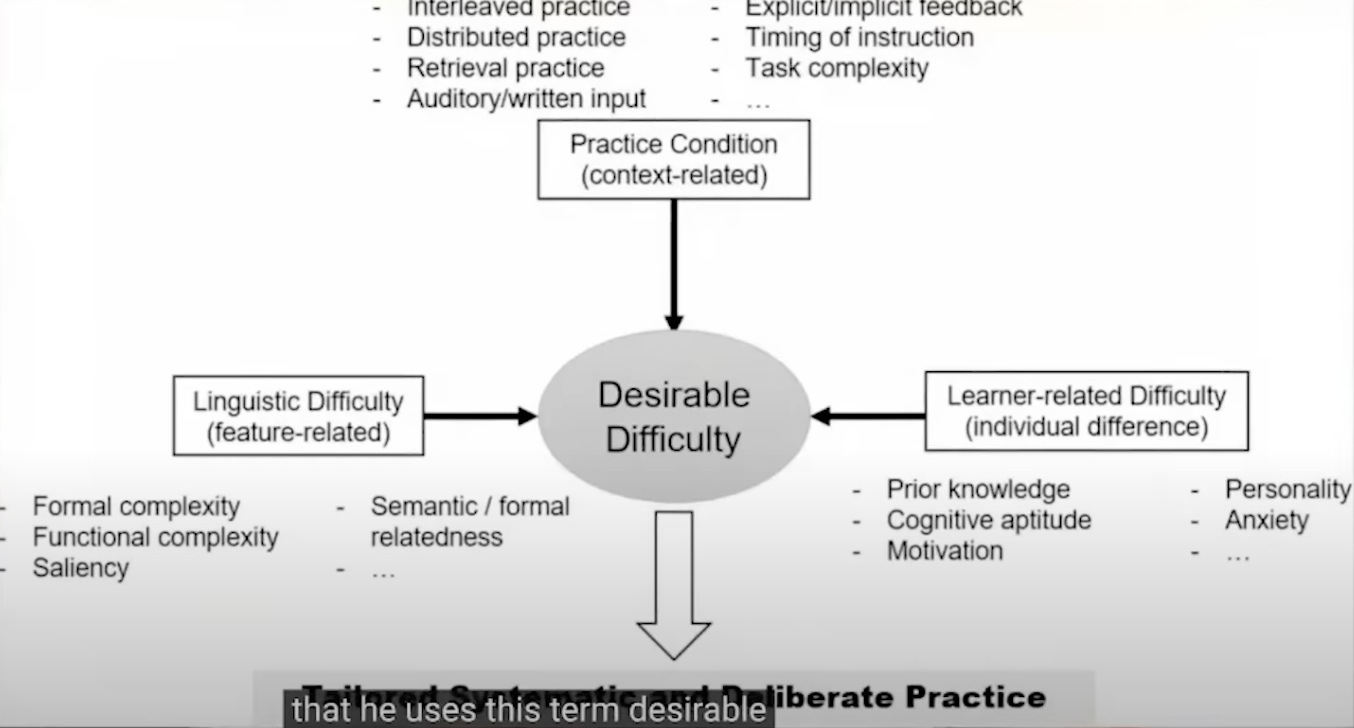 - Interleaved practice
- Distributed practice
- Retrieval practice
- Auditory/written input
- Explicit/implicit feedback
- Timing of instruction
- Task complexity
- ...
Practice Condition
(context-related)
Desirable
Difficulty
Linguistic Difficulty
(feature-related)
- Formal complexity
- Functional complexity
- Saliency
- Semantic / formal
relatedness
- ...
Learner-related Difficulty
(individual difference)
- Prior knowledge
- Cognitive aptitude
- Motivation
- Personality
- Anxiety
- ...
Tailored Systematic and Deliberate Practice
that he uses this term desirable